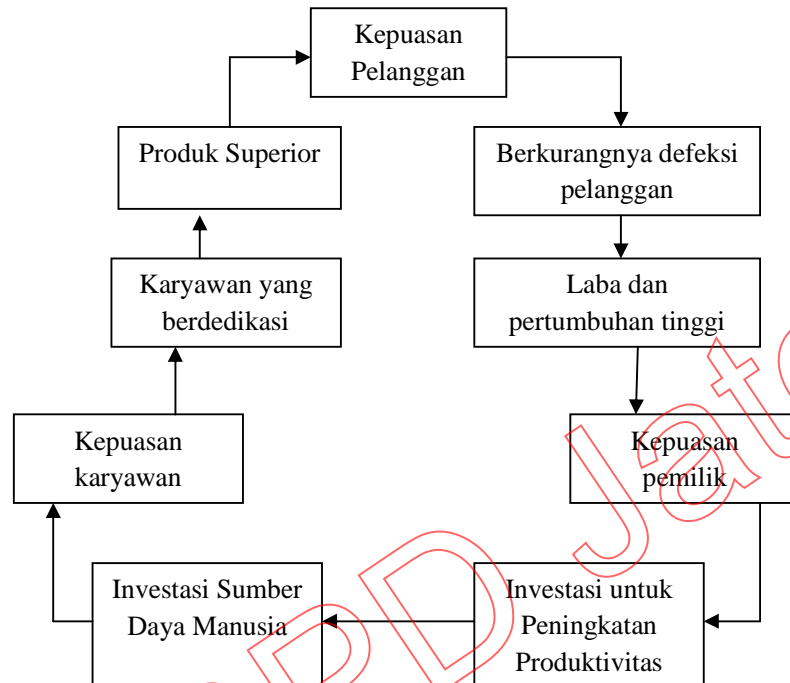 Kepuasan
Pelanggan
Produk Superior
Berkurangnya defeksi
pelanggan
Karyawan yang
berdedikasi
Laba dan
pertumbuhan tinggi
Kepuasan
karyawan
Kepuasan
pemilik
Investasi Sumber
Daya Manusia
Investasi untuk
Peningkatan
Produktivitas